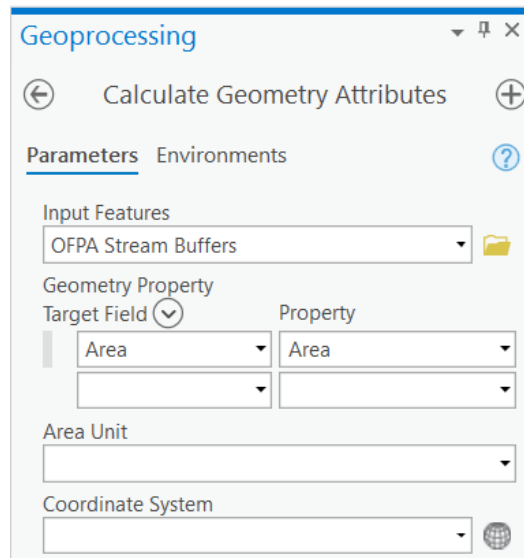 Geoprocessing
Calculate Geometry Attributes
Parameters Environments
Input Features
OFPA Stream Buffers
Geometry Property
Target Field Property
Area Area
Area Unit
Coordinate System